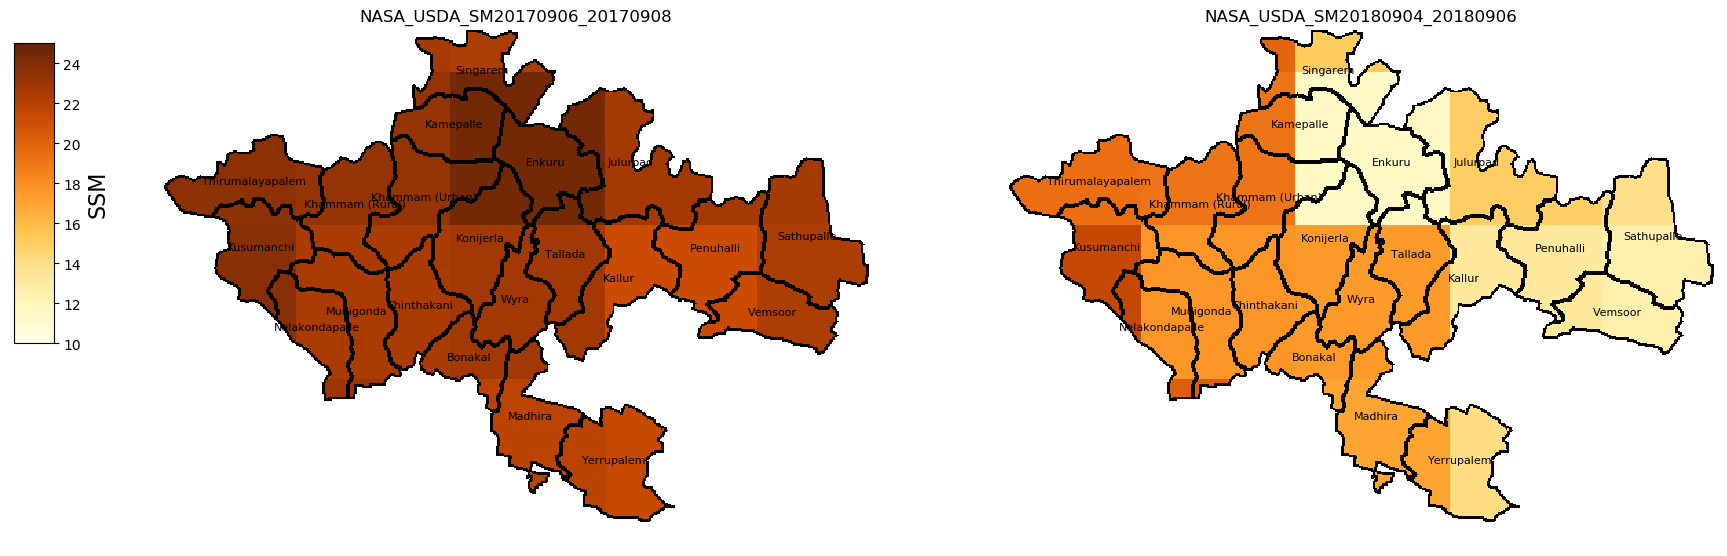 NASA_USDA_SM20170906_20170908
24
22
20
18
16
14
12
10
SSM
Singareni
Kamepalle
Enkuru
Julurpad
Thirumalayapalem
Khammam (Urban)
Khammam (Rural)
Kusumanchi
Konijerla
Tallada
Penuhalli
Sathupalle
Kallur
Wyra
Chinthakani
Mudigonda
Vemsoor
Nelakondapalle
Bonakal
Madhira
Yerrupalem
NASA_USDA_SM20180904_20180906
Singareni
Kamepalle
Enkuru
Julurpad
Thirumalayapalem
Khammam (Urban)
Khammam (Rural)
Kusumanchi
Konijerla
Tallada
Penuhalli
Sathupalle
Kallur
Wyra
Chinthakani
Mudigonda
Vemsoor
Nelakondapalle
Bonakal
Madhira
Yerrupalem